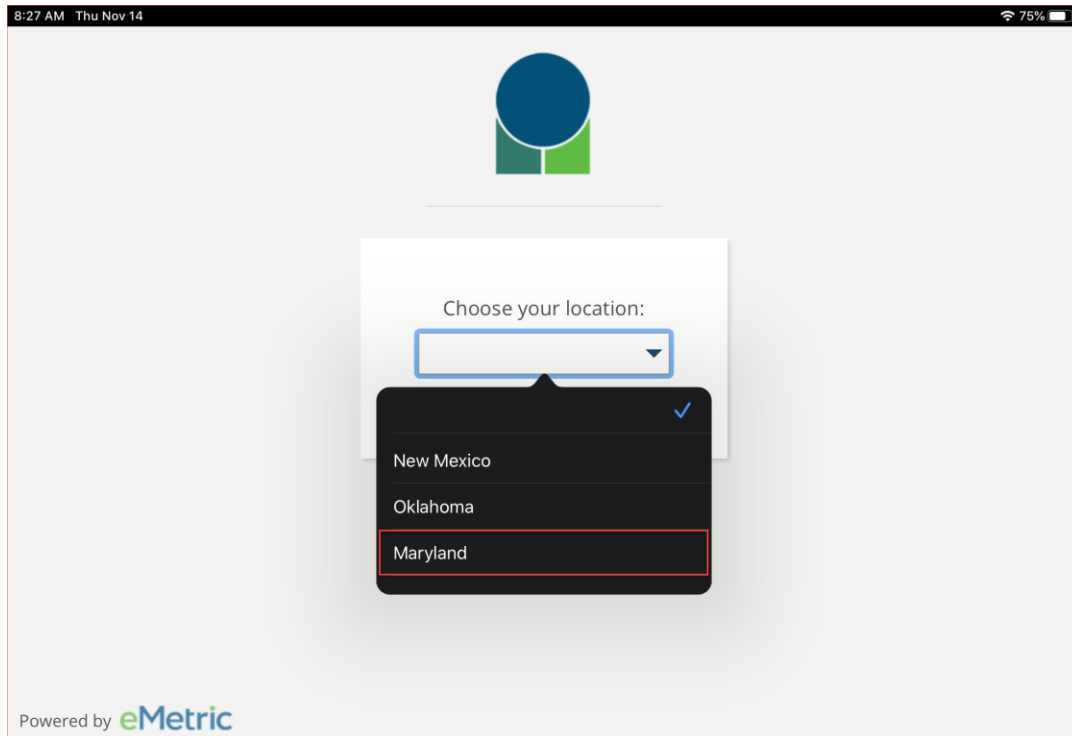 8:27 AM Thu Nov 14 75%
Choose your location:
New Mexico
Oklahoma
Maryland
Powered by eMetric